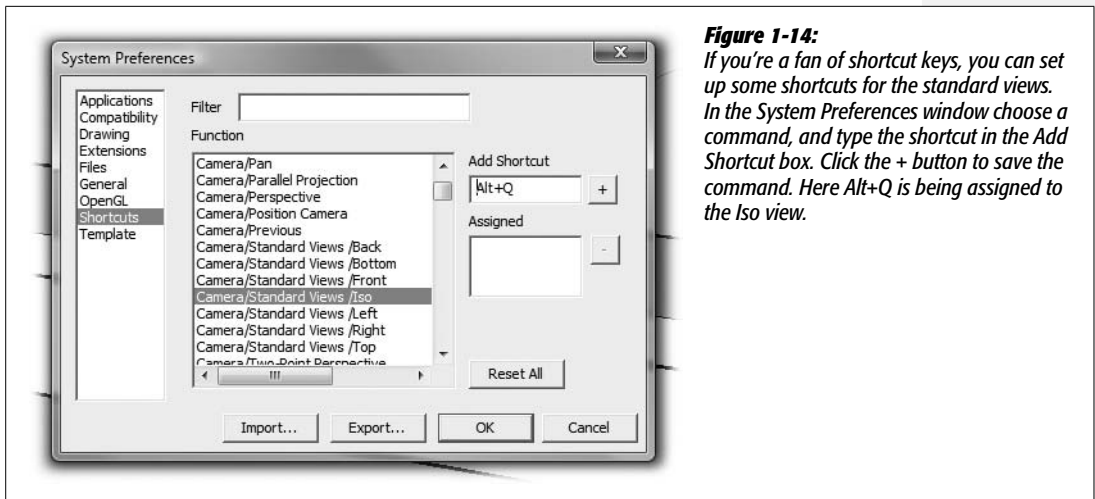 System Preferences
X
Applications
Compatibility
Drawing
Extensions
Files
General
OpenGL
Shortcuts
Template
Filter
Function
Camera/Pan
Camera/Parallel Projection
Camera/Perspective
Camera/Position Camera
Camera/Previous
Camera/Standard Views /Back
Camera/Standard Views /Bottom
Camera/Standard Views /Front
Camera/Standard Views /Iso
Camera/Standard Views /Left
Camera/Standard Views /Right
Camera/Standard Views /Top
Camera/Two-Point Perspective
Add Shortcut
Alt+Q
+
Assigned
-
Reset All
Import...
Export...
OK
Cancel
Figure 1-14:
If you're a fan of shortcut keys, you can set
up some shortcuts for the standard views.
In the System Preferences window choose a
command, and type the shortcut in the Add
Shortcut box. Click the + button to save the
command. Here Alt+Q is being assigned to
the Iso view.